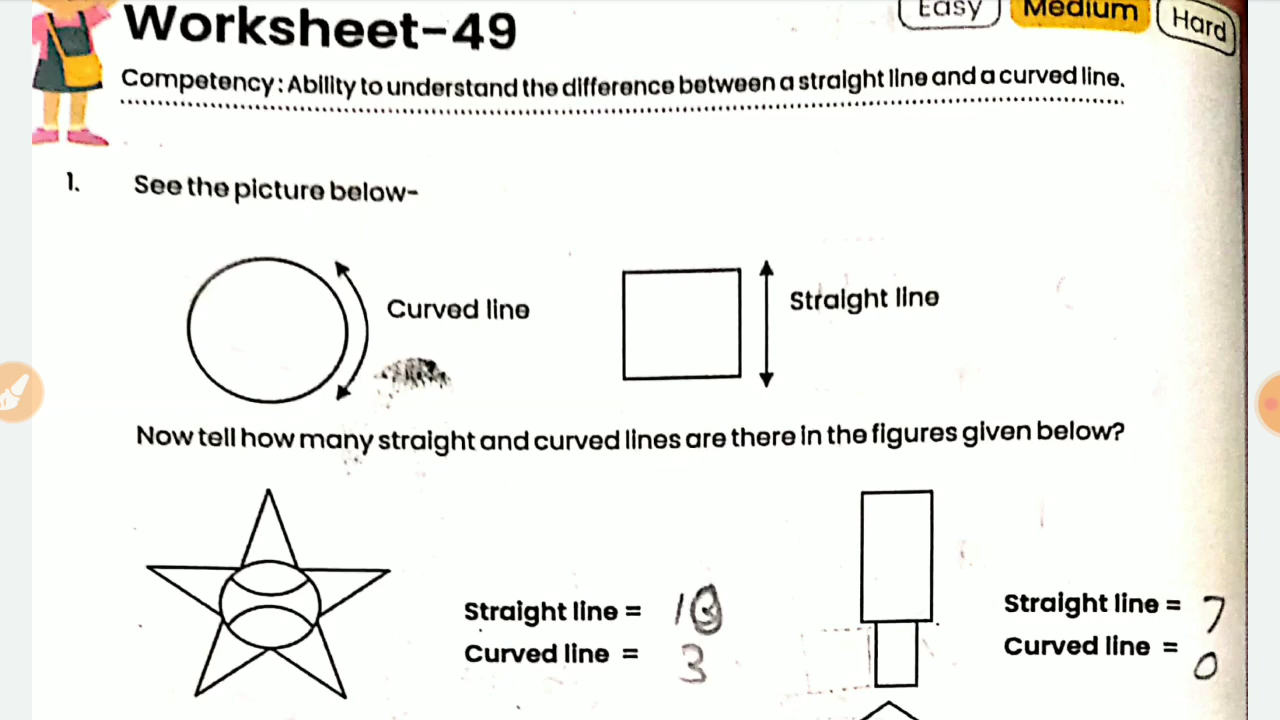 Worksheet-49
Easy Medium Hard
Competency: Ability to understand the difference between a straight line and a curved line.
1. See the picture below-
Curved line
Straight line
Now tell how many straight and curved lines are there in the figures given below?
Straight line =
Curved line = 3
Straight line = 7
Curved line = 0